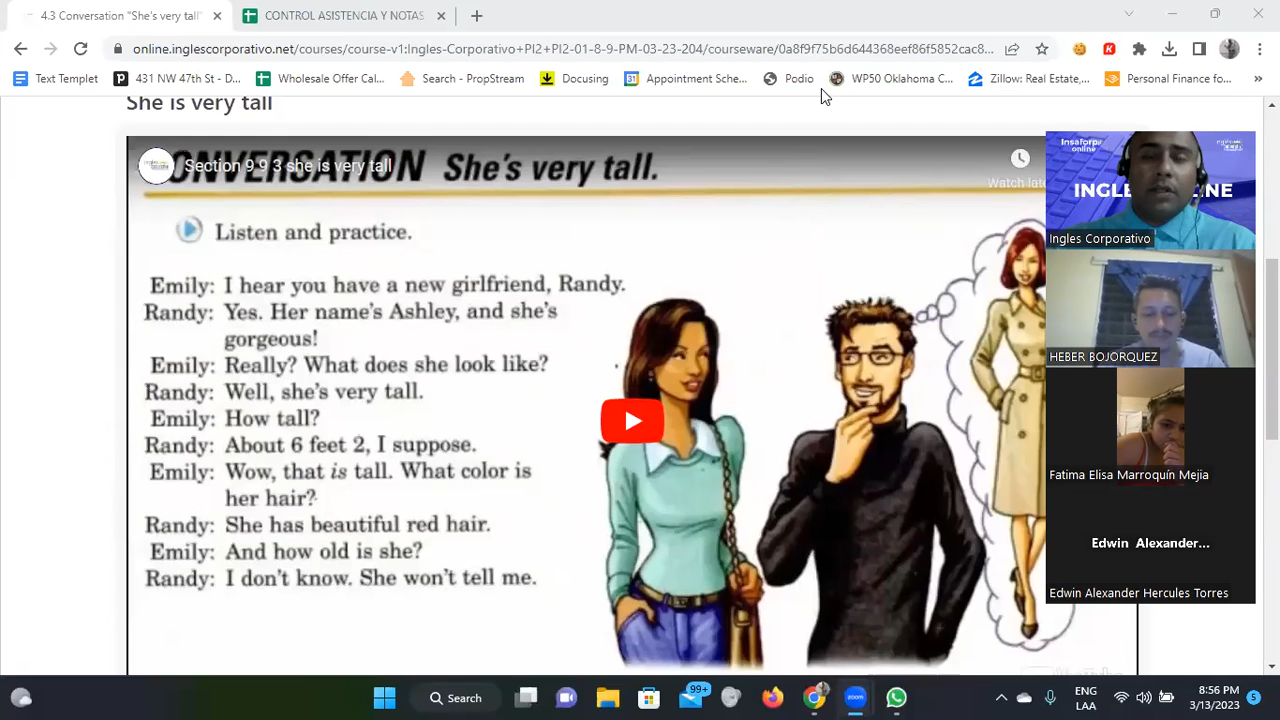 4.3 Conversation "She's very tall"
CONTROL ASISTENCIA Y NOTAS
online.inglescorporativo.net/courses/course-v1:Ingles-Corporativo+PI2+PI2-01-8-9-PM-03-23-204/courseware/0a8f9f75b6d644368eef86f5852cac8...
Text Templet
431 NW 47th St - D...
Wholesale Offer Cal...
Search - PropStream
Docusing
Appointment Sche...
Podio
WP50 Oklahoma C...
Zillow: Real Estate,...
Personal Finance fo...
She is very tall
Section 9 9 3 she is very tall
CONVERSATION She's very tall.
Watch late
Listen and practice.
Emily: I hear you have a new girlfriend, Randy.
Randy: Yes. Her name's Ashley, and she's
gorgeous!
Emily: Really? What does she look like?
Randy: Well, she's very tall.
Emily: How tall?
Randy: About 6 feet 2, I suppose.
Emily: Wow, that is tall. What color is
her hair?
Randy: She has beautiful red hair.
Emily: And how old is she?
Randy: I don't know. She won't tell me.
Insaforp
online
INGLE
INE
Ingles Corporativo
HEBER BOJORQUEZ
Fatima Elisa Marroquín Mejia
Edwin Alexander...
Edwin Alexander Hercules Torres
Search
99+
zoom
ENG
LAA
8:56 PM
3/13/2023
5